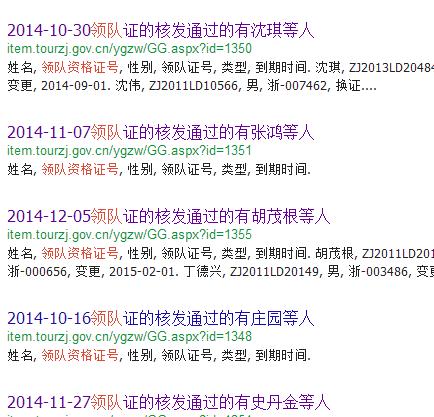 2014-10-30领队证的核发通过的有沈琪等人
item.tourzj.gov.cn/ygzw/GG.aspx?id=1350
姓名, 领队资格证号, 性别, 领队证号, 类型, 到期时间. 沈琪, ZJ2013LD20484
变更, 2014-09-01. 沈伟, ZJ2011LD10566, 男, 浙-007462, 换证....
2014-11-07领队证的核发通过的有张鸿等人
item.tourzj.gov.cn/ygzw/GG.aspx?id=1351
姓名, 领队资格证号, 性别, 领队证号, 类型, 到期时间.
2014-12-05领队证的核发通过的有胡茂根等人
item.tourzj.gov.cn/ygzw/GG.aspx?id=1355
姓名, 领队资格证号, 性别, 领队证号, 类型, 到期时间. 胡茂根, ZJ2011LD201
浙-000656, 变更, 2015-02-01. 丁德兴, ZJ2011LD20149, 男, 浙-003486, 变更
2014-10-16领队证的核发通过的有庄园等人
item.tourzj.gov.cn/ygzw/GG.aspx?id=1348
姓名, 领队资格证号, 性别, 领队证号, 类型, 到期时间.
2014-11-27领队证的核发通过的有史丹金等人